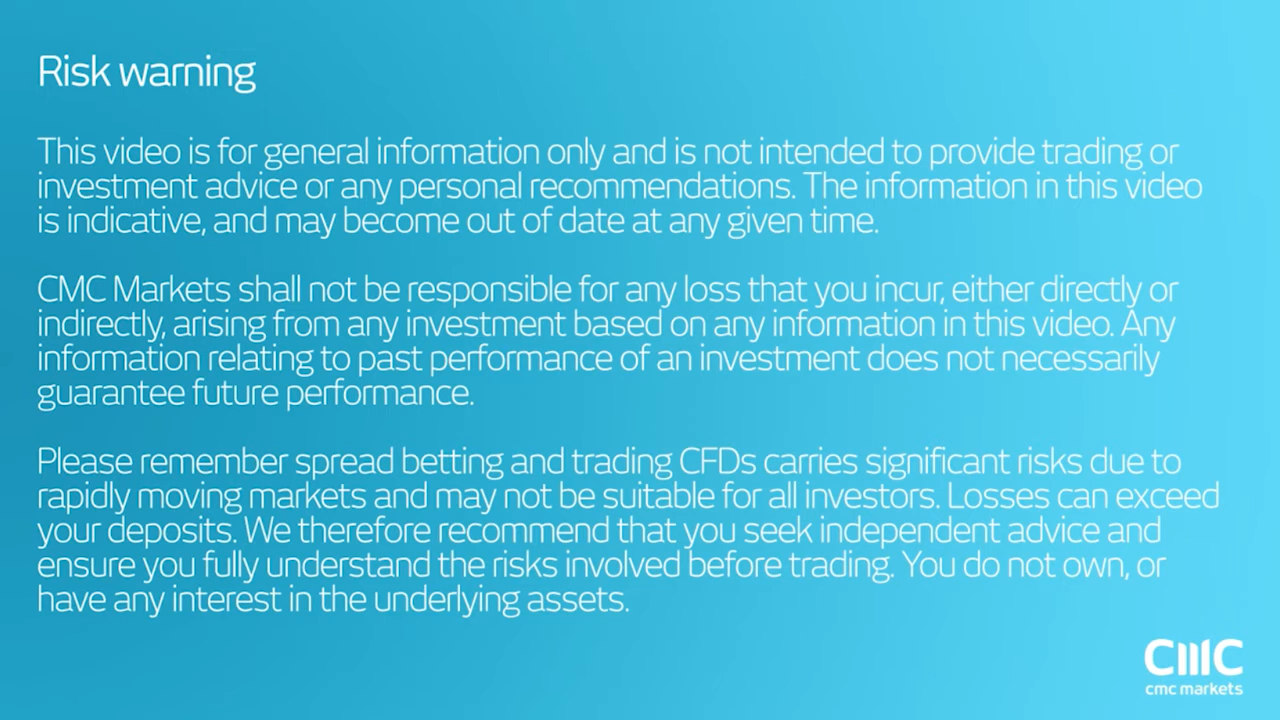 Risk warning
This video is for general information only and is not intended to provide trading or
investment advice or any personal recommendations. The information in this video
is indicative, and may become out of date at any given time.
CMC Markets shall not be responsible for any loss that you incur, either directly or
indirectly, arising from any investment based on any information in this video. Any
information relating to past performance of an investment does not necessarily
guarantee future performance.
Please remember spread betting and trading CFDs carries significant risks due to
rapidly moving markets and may not be suitable for all investors. Losses can exceed
your deposits. We therefore recommend that you seek independent advice and
ensure you fully understand the risks involved before trading. You do not own, or
have any interest in the underlying assets.
CMC
cmc markets